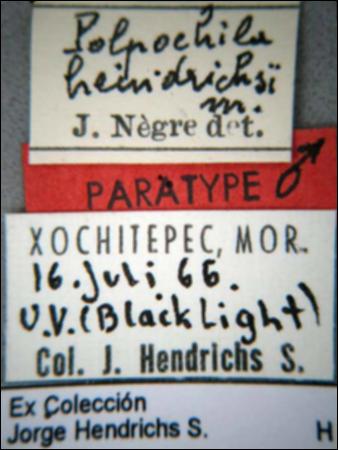 Polpochila
heindrichsi
m.
J. Nègre det.
PARATYPE ♂
XOCHITEPEC, MOR.
16. Juli 66.
U.V. (Black Light)
Col. J. Hendrichs S.
Ex Colección
Jorge Hendrichs S. H